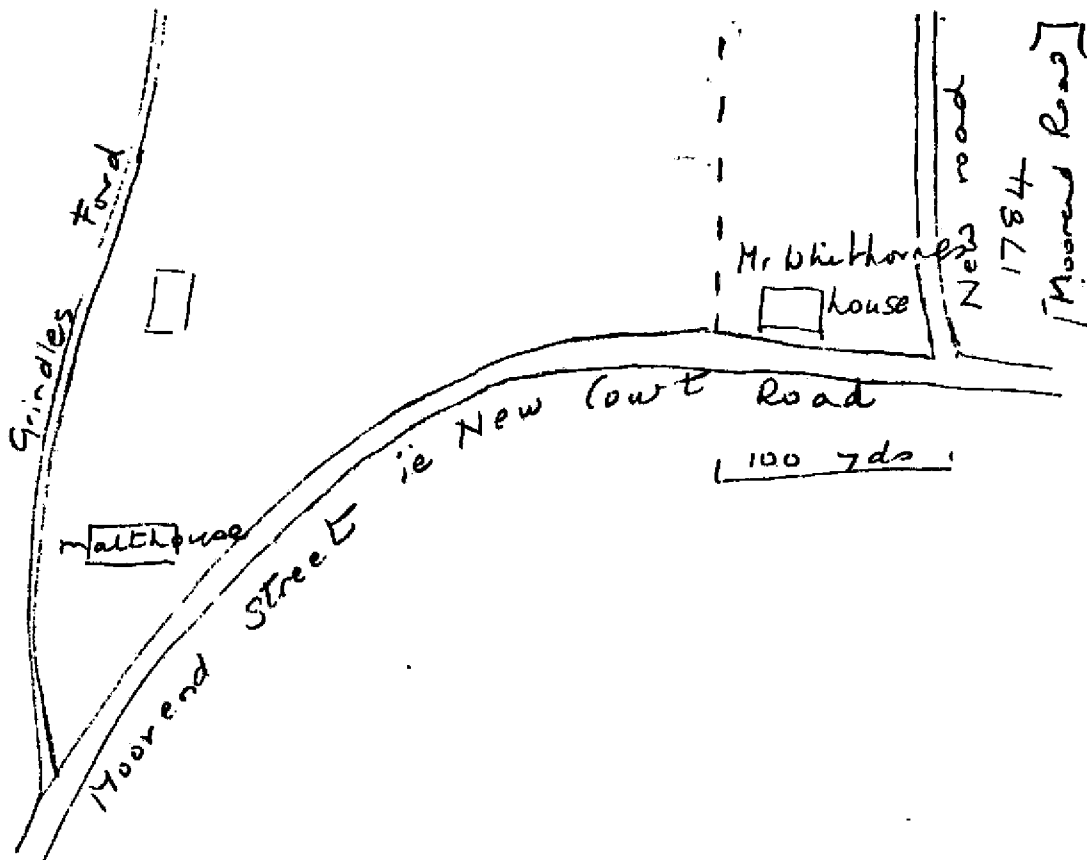 Grindles Ford
malthouse
Moorend Street ie New Court Road
Mr Whithornes
house
New road
1784
[Moorend Road]
100 yds